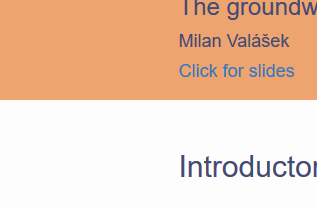 The groundw
Milan Valášek
Click for slides
Introductor